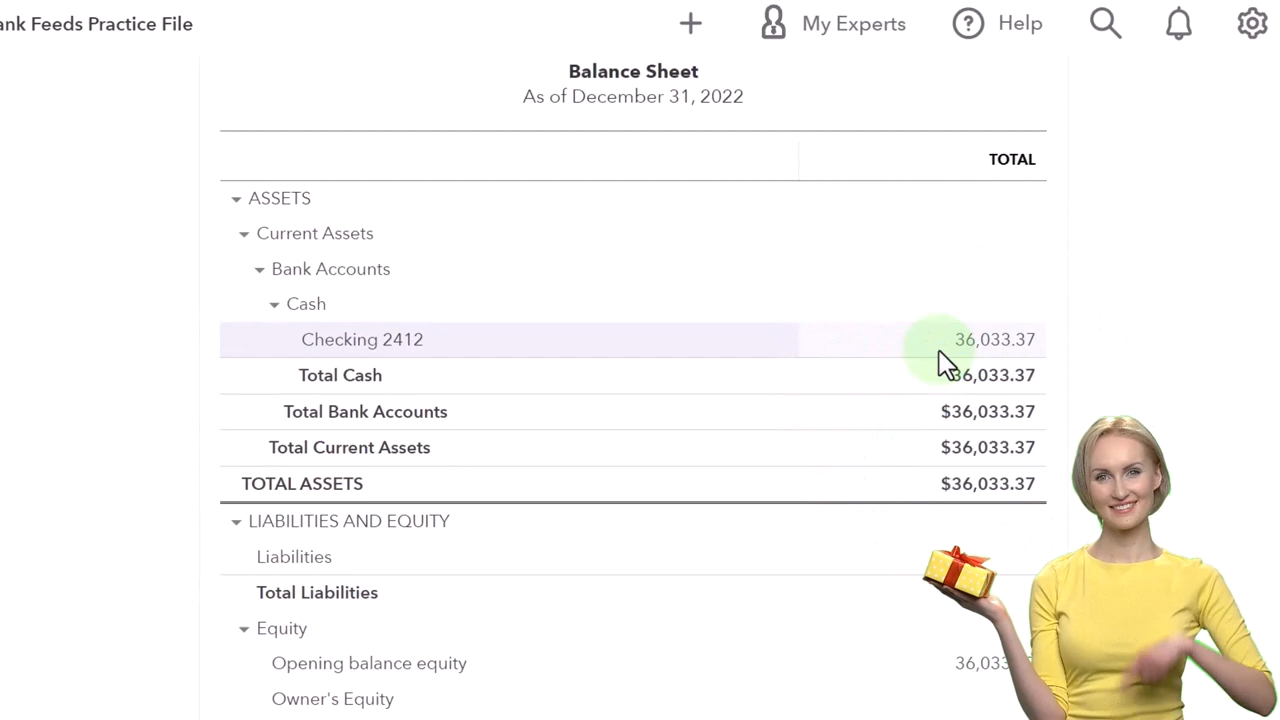 ank Feeds Practice File + My Experts Help
Balance Sheet
As of December 31, 2022
TOTAL
ASSETS
Current Assets
Bank Accounts
Cash
Checking 2412 36,033.37
Total Cash $36,033.37
Total Bank Accounts $36,033.37
Total Current Assets $36,033.37
TOTAL ASSETS $36,033.37
LIABILITIES AND EQUITY
Liabilities
Total Liabilities
Equity
Opening balance equity
Owner's Equity